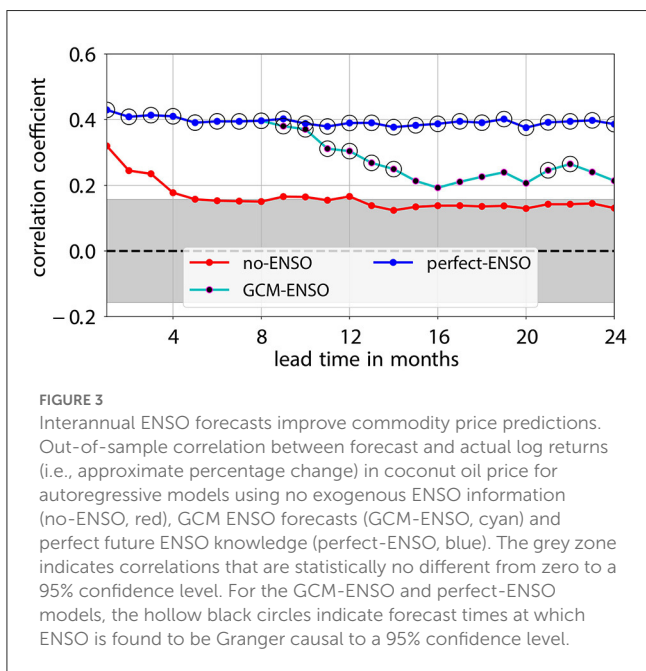 0.6
0.4
0.2
0.0
−0.2
correlation coefficient
no-ENSO
GCM-ENSO
perfect-ENSO
4 8 12 16 20 24
lead time in months
FIGURE 3
Interannual ENSO forecasts improve commodity price predictions.
Out-of-sample correlation between forecast and actual log returns
(i.e., approximate percentage change) in coconut oil price for
autoregressive models using no exogenous ENSO information
(no-ENSO, red), GCM ENSO forecasts (GCM-ENSO, cyan) and
perfect future ENSO knowledge (perfect-ENSO, blue). The grey zone
indicates correlations that are statistically no different from zero to a
95% confidence level. For the GCM-ENSO and perfect-ENSO
models, the hollow black circles indicate forecast times at which
ENSO is found to be Granger causal to a 95% confidence level.